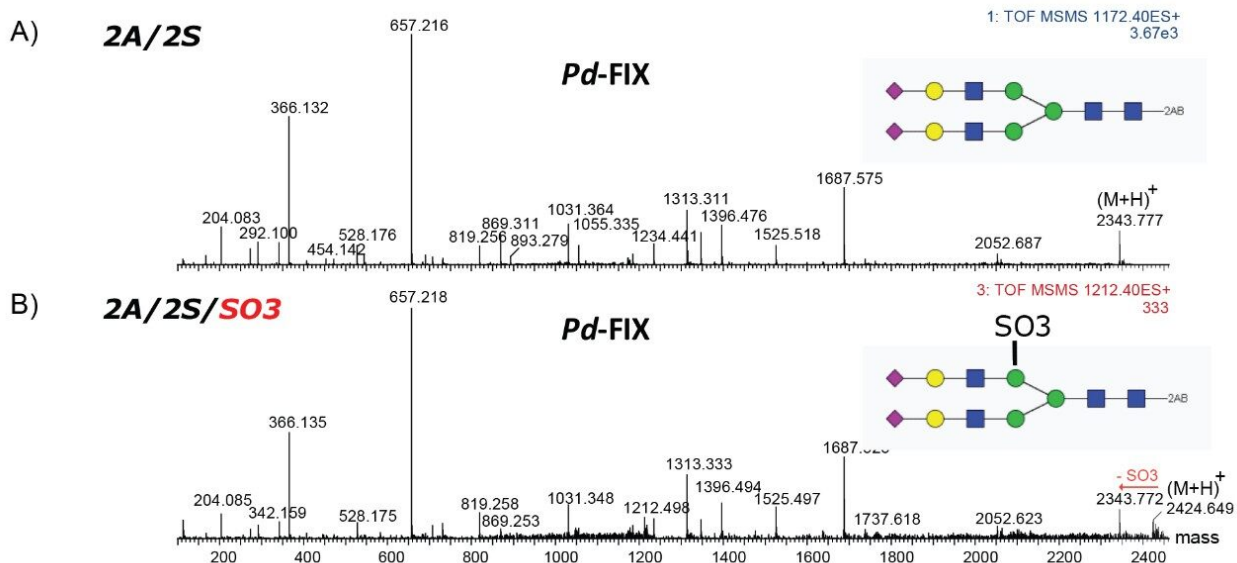 A)
2A/2S
Pd-FIX
1: TOF MSMS 1172.40ES+
3.67e3
2AB
657.216
366.132
204.083
292.100
454.142
528.176
819.256
869.311
893.279
1031.364
1055.335
1234.441
1313.311
1396.476
1525.518
1687.575
2052.687
(M+H)+
2343.777
B)
2A/2S/SO3
Pd-FIX
3: TOF MSMS 1212.40ES+
333
SO3
2AB
657.218
366.135
204.085
342.159
528.175
819.258
869.253
1031.348
1212.498
1313.333
1396.494
1525.497
1737.618
2052.623
- SO3
2343.772
(M+H)+
2424.649
mass
200 400 600 800 1000 1200 1400 1600 1800 2000 2200 2400